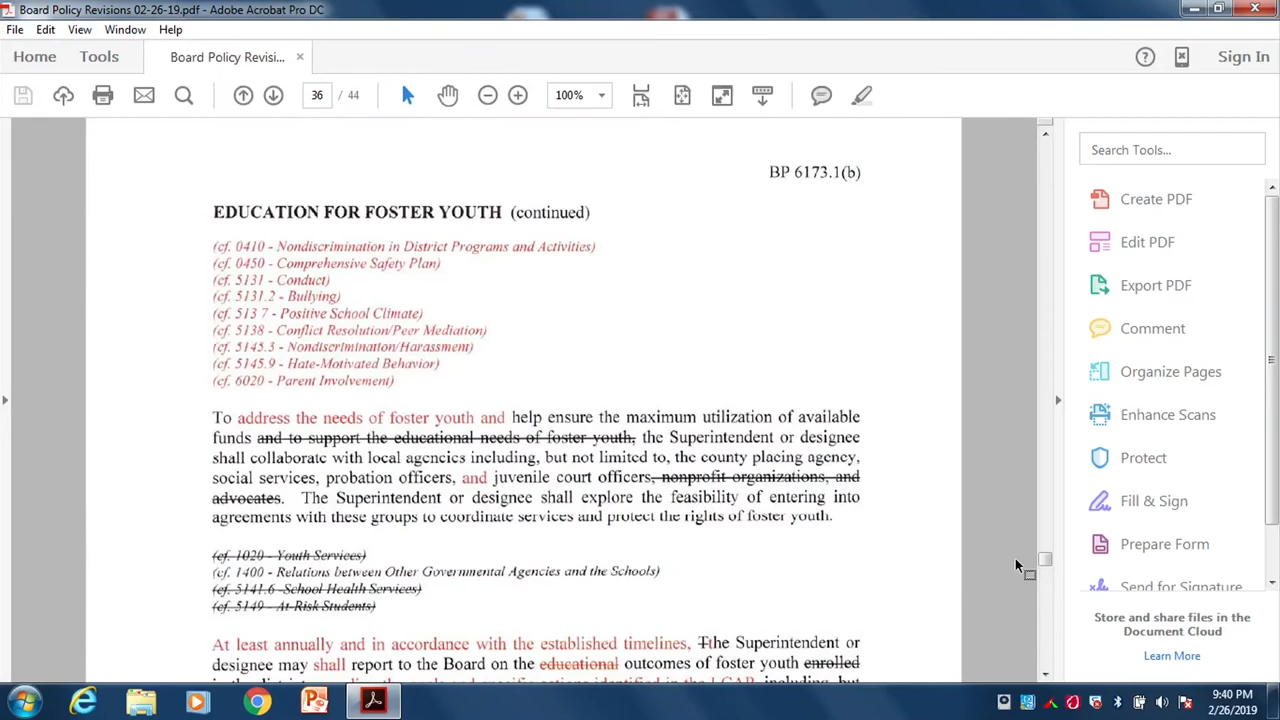 Board Policy Revisions 02-26-19.pdf - Adobe Acrobat Pro DC
File Edit View Window Help
Home Tools Board Policy Revisi... × Sign In
36 / 44 100%
Search Tools...
BP 6173.1(b)
EDUCATION FOR FOSTER YOUTH (continued)
(cf. 0410 - Nondiscrimination in District Programs and Activities)
(cf. 0450 - Comprehensive Safety Plan)
(cf. 5131 - Conduct)
(cf. 5131.2 - Bullying)
(cf. 513 7 - Positive School Climate)
(cf. 5138 - Conflict Resolution/Peer Mediation)
(cf. 5145.3 - Nondiscrimination/Harassment)
(cf. 5145.9 - Hate-Motivated Behavior)
(cf. 6020 - Parent Involvement)
To address the needs of foster youth and help ensure the maximum utilization of available
funds and to support the educational needs of foster youth, the Superintendent or designee
shall collaborate with local agencies including, but not limited to, the county placing agency,
social services, probation officers, and juvenile court officers, nonprofit organizations, and
advocates. The Superintendent or designee shall explore the feasibility of entering into
agreements with these groups to coordinate services and protect the rights of foster youth.
(cf. 1020 - Youth Services)
(cf. 1400 - Relations between Other Governmental Agencies and the Schools)
(cf. 5141.6 -School Health Services)
(cf. 5149 - At-Risk Students)
At least annually and in accordance with the established timelines, Tthe Superintendent or
designee may shall report to the Board on the educational outcomes of foster youth enrolled
Create PDF
Edit PDF
Export PDF
Comment
Organize Pages
Enhance Scans
Protect
Fill & Sign
Prepare Form
Send for Signature
Store and share files in the
Document Cloud
Learn More
9:40 PM
2/26/2019